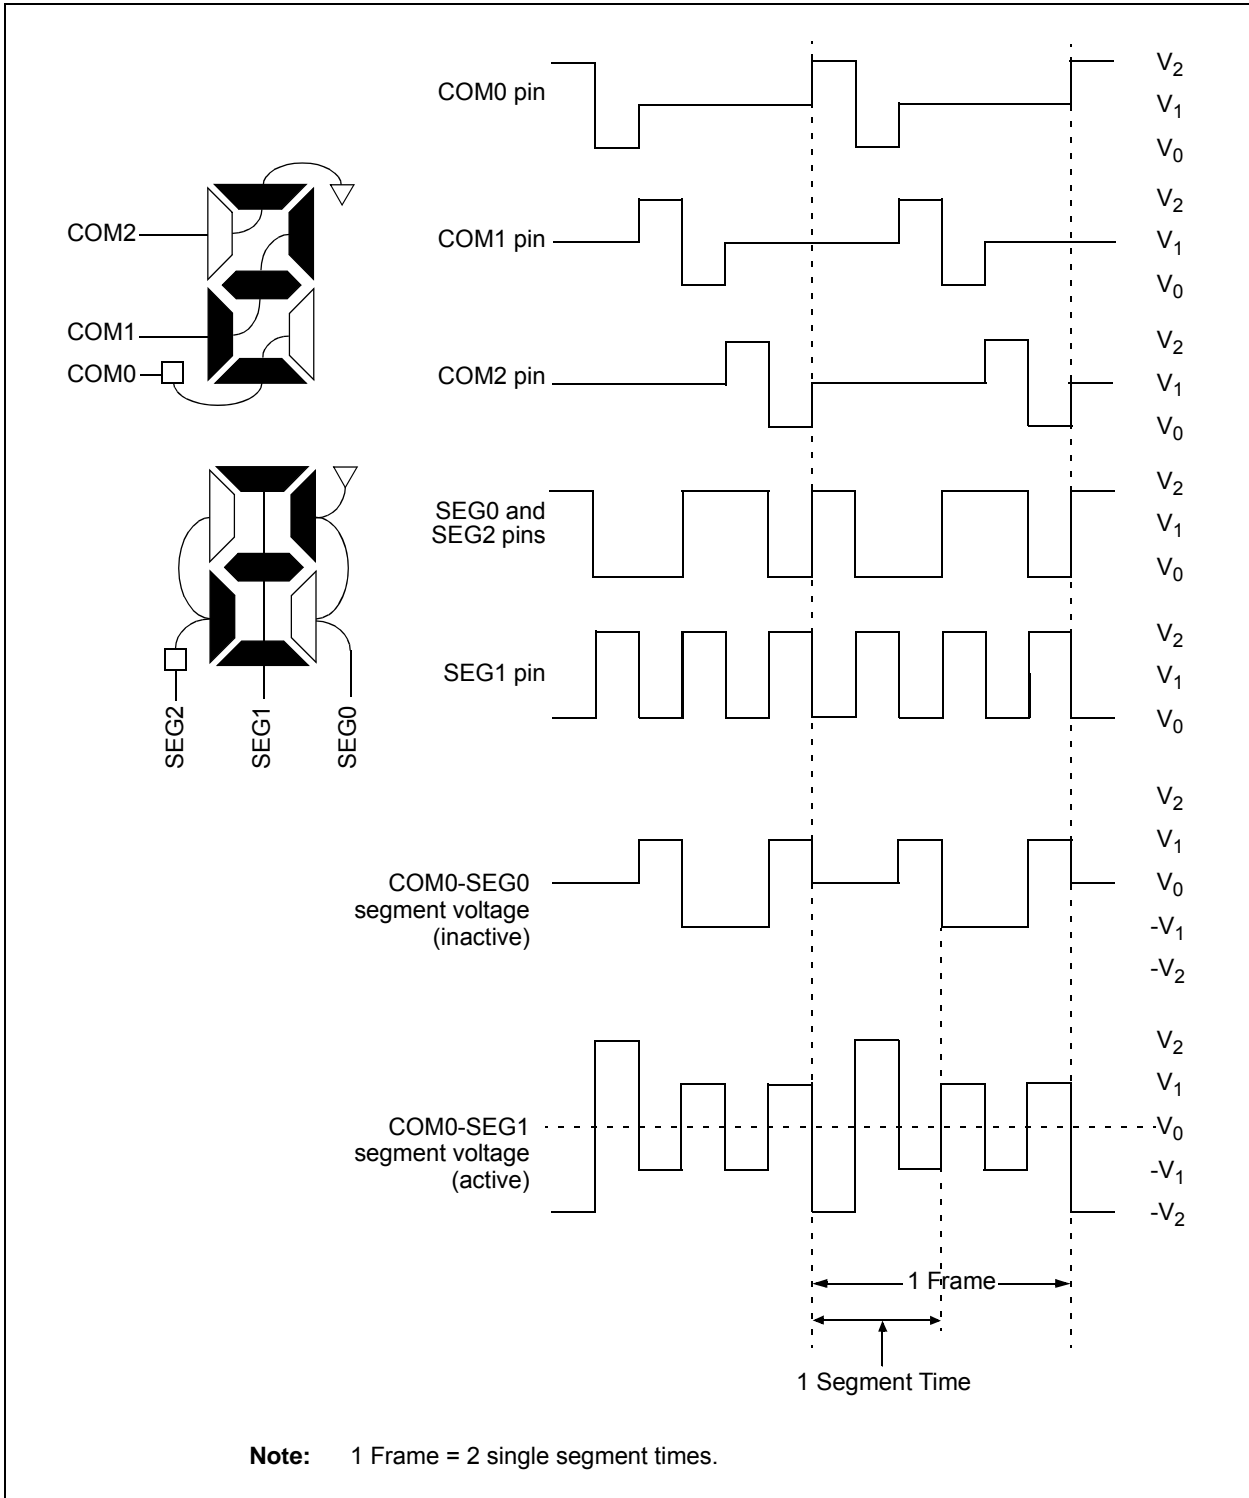 COM0 pin
V2
V1
V0
COM2
COM1
COM0
COM1 pin
V2
V1
V0
COM2 pin
V2
V1
V0
SEG0 and
SEG2 pins
V2
V1
V0
SEG1 pin
V2
V1
V0
SEG2
SEG1
SEG0
COM0-SEG0
segment voltage
(inactive)
V2
V1
V0
-V1
-V2
COM0-SEG1
segment voltage
(active)
V2
V1
V0
-V1
-V2
1 Frame
1 Segment Time
Note: 1 Frame = 2 single segment times.